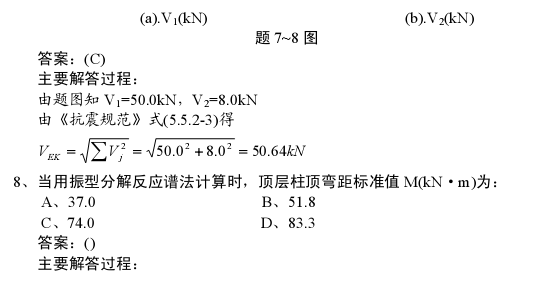 (a).V₁(kN) (b).V₂(kN)
题 7~8 图
答案：(C)
主要解答过程：
由题图知 V₁=50.0kN，V₂=8.0kN
由《抗震规范》式(5.5.2-3)得
V_EK = √∑V_j² = √50.0² + 8.0² = 50.64kN
8、当用振型分解反应谱法计算时，顶层柱顶弯距标准值 M(kN·m)为：
A、37.0 B、51.8
C、74.0 D、83.3
答案：()
主要解答过程：